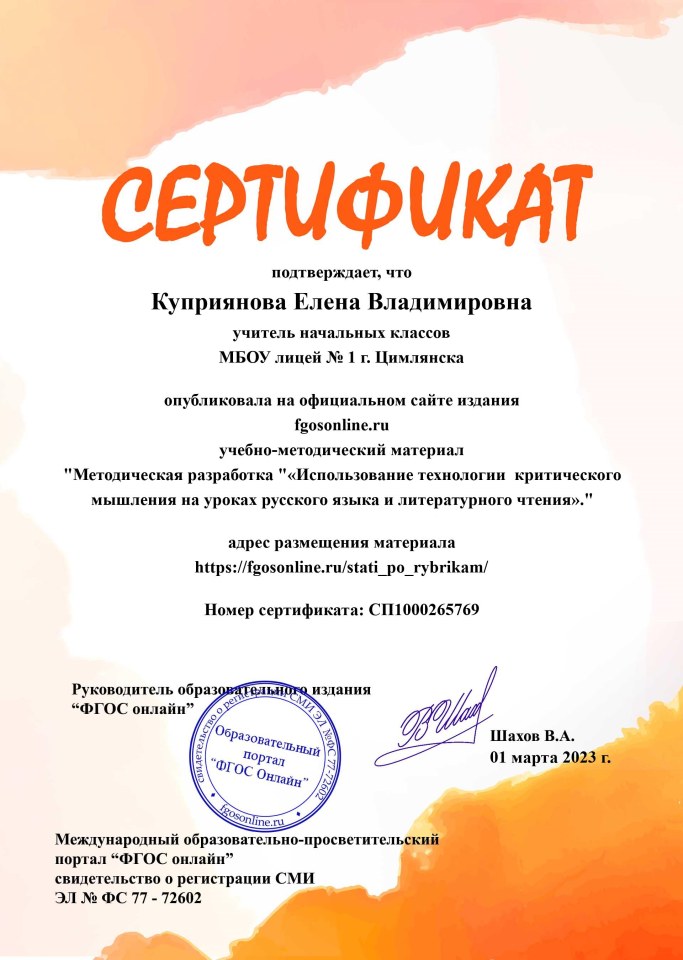 СЕРТИФИКАТ
подтверждает, что
Куприянова Елена Владимировна
учитель начальных классов
МБОУ лицей № 1 г. Цимлянска
опубликовала на официальном сайте издания
fgosonline.ru
учебно-методический материал
"Методическая разработка "«Использование технологии критического
мышления на уроках русского языка и литературного чтения»."
адрес размещения материала
https://fgosonline.ru/stati_po_rybrikam/
Номер сертификата: СП1000265769
Руководитель образовательного издания
“ФГОС онлайн”
свидетельство о регистрации СМИ ЭЛ №ФС 77-72602
Образовательный
портал
“ФГОС Онлайн”
fgosonline.ru
Шахов В.А.
01 марта 2023 г.
Международный образовательно-просветительский
портал “ФГОС онлайн”
свидетельство о регистрации СМИ
ЭЛ № ФС 77 - 72602